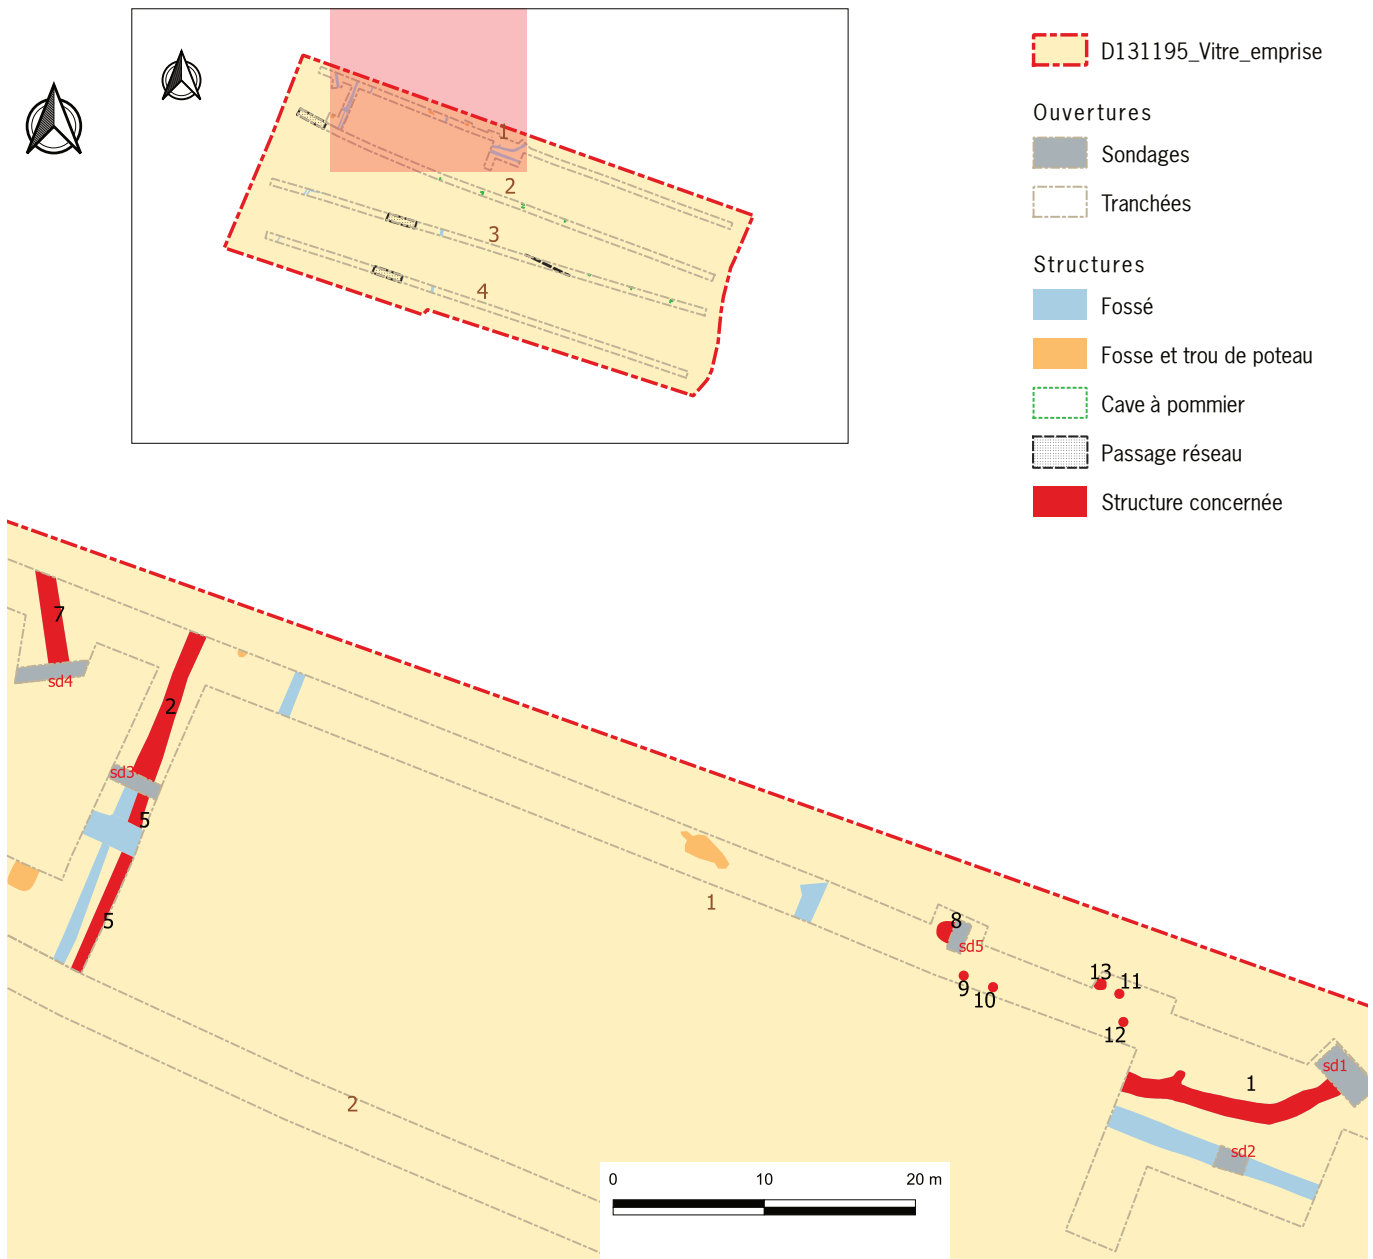 1
2
3
4
D131195_Vitre_emprise
Ouvertures
Sondages
Tranchées
Structures
Fossé
Fosse et trou de poteau
Cave à pommier
Passage réseau
Structure concernée
7
sd4
2
sd3
5
5
1
8
sd5
9
10
13
11
12
1
sd1
sd2
2
0 10 20 m